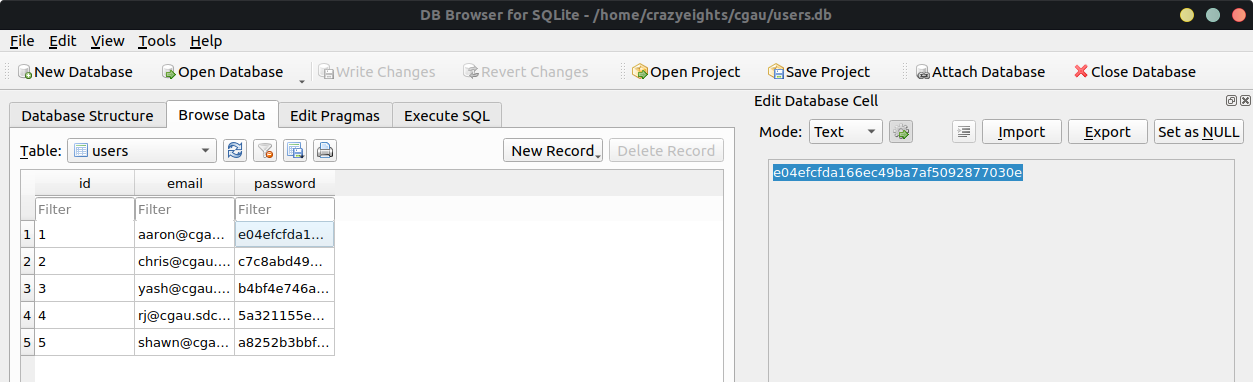 DB Browser for SQLite - /home/crazyeights/cgau/users.db
File Edit View Tools Help
New Database Open Database Write Changes Revert Changes Open Project Save Project Attach Database Close Database
Database Structure Browse Data Edit Pragmas Execute SQL
Table: users New Record Delete Record
id email password
Filter Filter Filter
1 1 aaron@cga... e04efcfda1...
2 2 chris@cgau.... c7c8abd49...
3 3 yash@cgau.... b4bf4e746a...
4 4 rj@cgau.sdc... 5a321155e...
5 5 shawn@cga... a8252b3bbf...
Edit Database Cell
Mode: Text Import Export Set as NULL
e04efcfda166ec49ba7af5092877030e